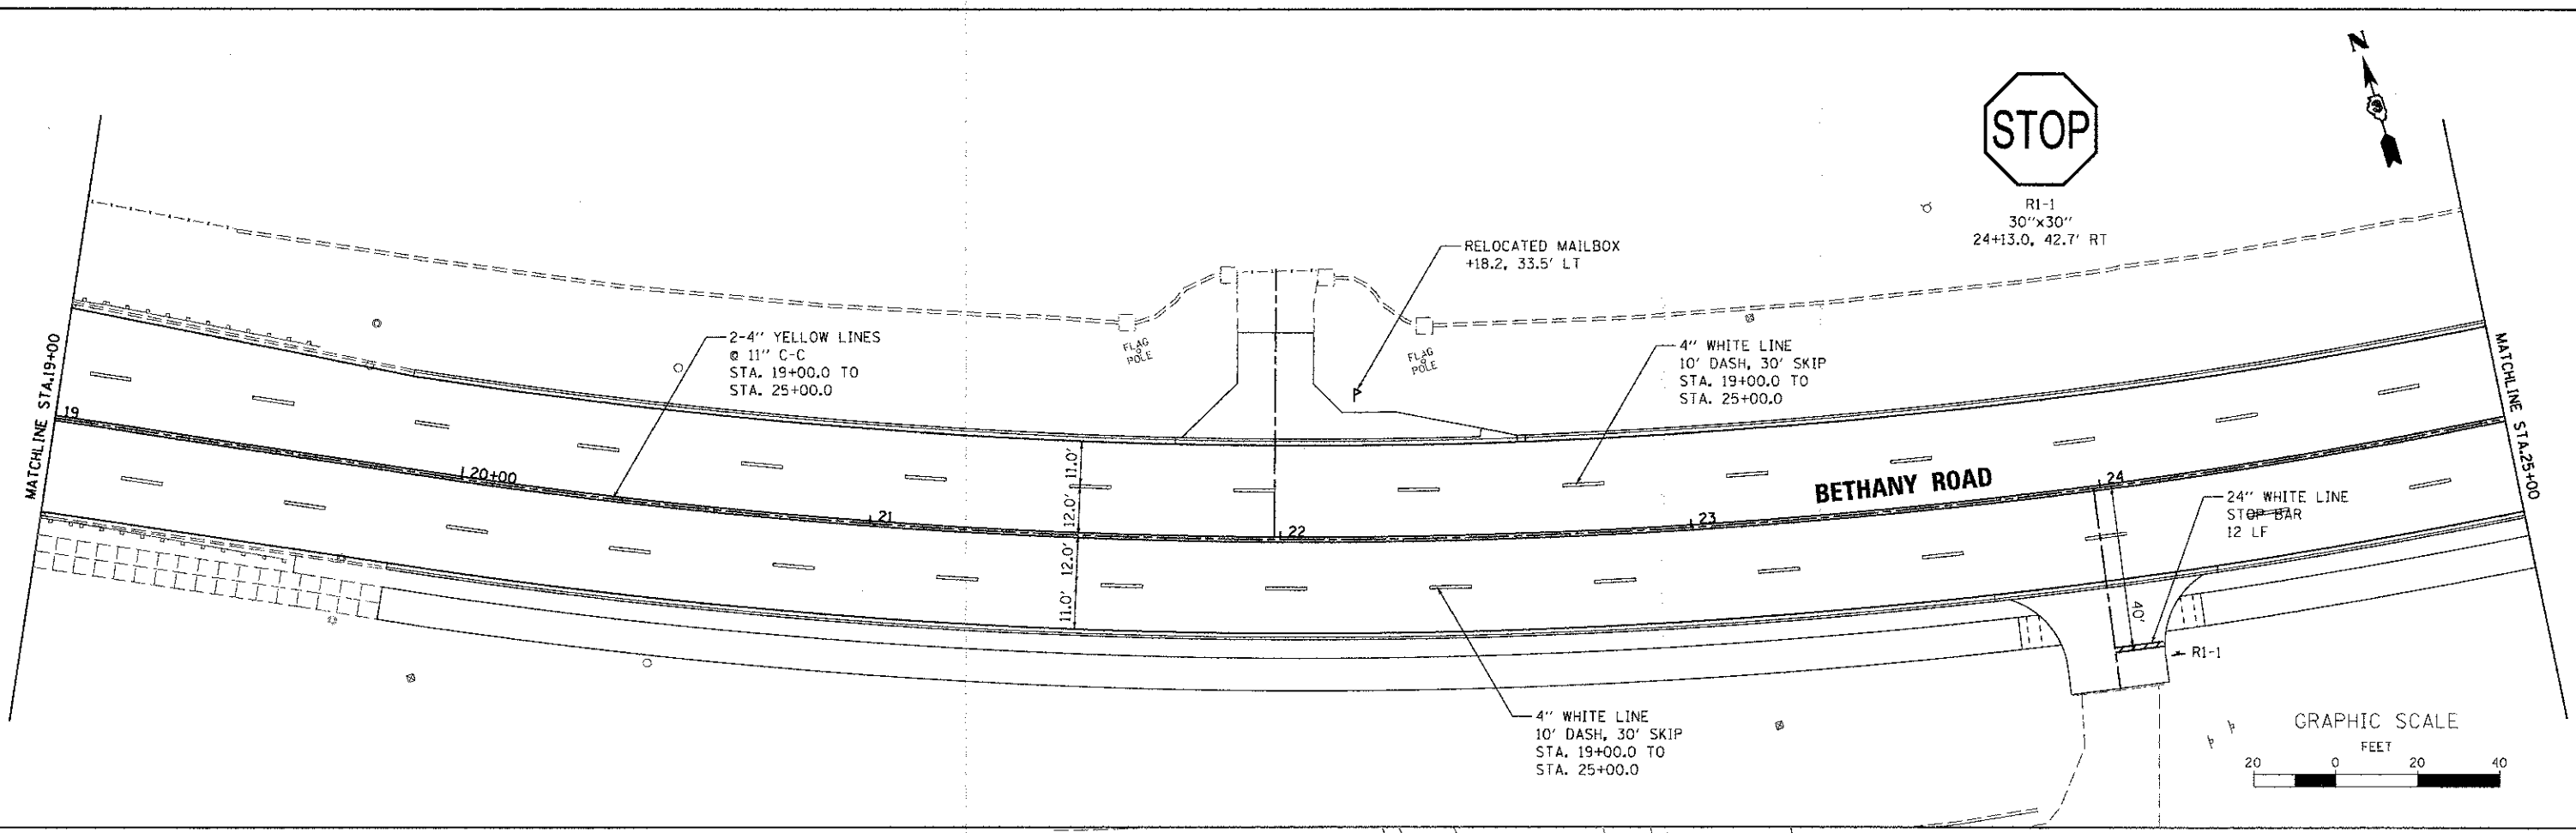 N
STOP
R1-1
30"x30"
24+13.0, 42.7' RT
RELOCATED MAILBOX
+18.2, 33.5' LT
2-4" YELLOW LINES
@ 11" C-C
STA. 19+00.0 TO
STA. 25+00.0
FLAG
POLE
FLAG
POLE
4" WHITE LINE
10' DASH, 30' SKIP
STA. 19+00.0 TO
STA. 25+00.0
MATCHLINE STA.19+00
MATCHLINE STA.25+00
19
20+00
21
22
23
24
11.0'
12.0'
12.0'
11.0'
BETHANY ROAD
24" WHITE LINE
STOP BAR
12 LF
40'
R1-1
4" WHITE LINE
10' DASH, 30' SKIP
STA. 19+00.0 TO
STA. 25+00.0
GRAPHIC SCALE
FEET
20 0 20 40